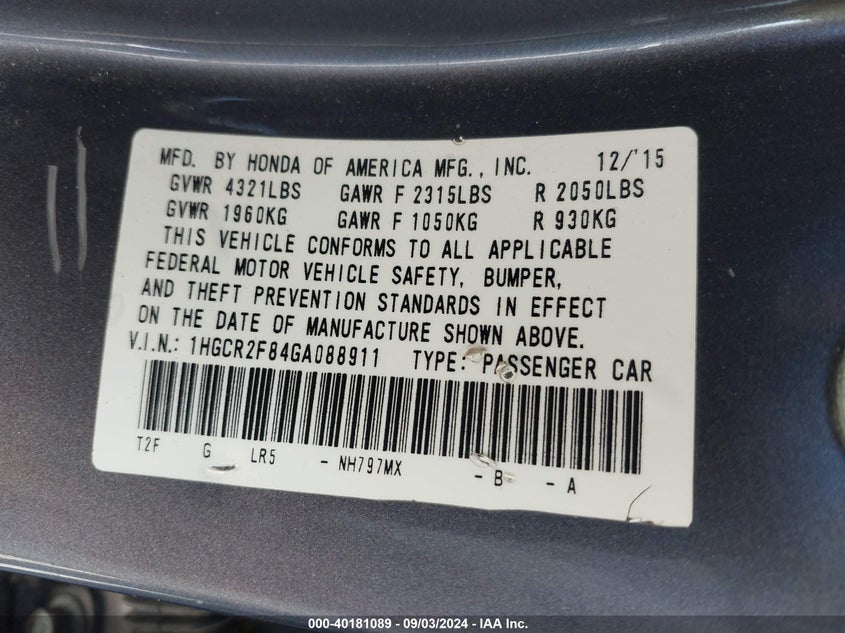 MFD. BY HONDA OF AMERICA MFG., INC. 12/'15
GVWR 4321LBS GAWR F 2315LBS R 2050LBS
GVWR 1960KG GAWR F 1050KG R 930KG
THIS VEHICLE CONFORMS TO ALL APPLICABLE
FEDERAL MOTOR VEHICLE SAFETY, BUMPER,
AND THEFT PREVENTION STANDARDS IN EFFECT
ON THE DATE OF MANUFACTURE SHOWN ABOVE.
V.I.N.: 1HGCR2F84GA088911 TYPE: PASSENGER CAR
T2F G LR5 - NH797MX - B - A
000-40181089 - 09/03/2024 - IAA Inc.